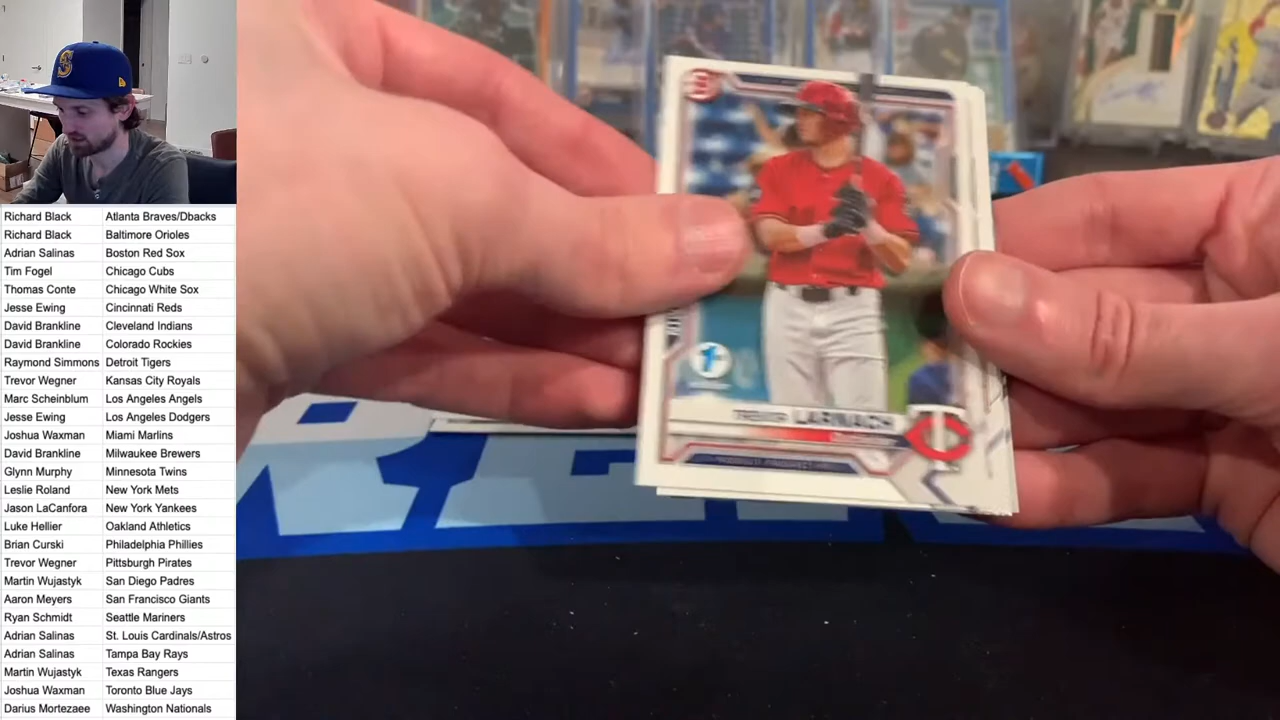 S
Richard Black Atlanta Braves/Dbacks
Richard Black Baltimore Orioles
Adrian Salinas Boston Red Sox
Tim Fogel Chicago Cubs
Thomas Conte Chicago White Sox
Jesse Ewing Cincinnati Reds
David Brankline Cleveland Indians
David Brankline Colorado Rockies
Raymond Simmons Detroit Tigers
Trevor Wegner Kansas City Royals
Marc Scheinblum Los Angeles Angels
Jesse Ewing Los Angeles Dodgers
Joshua Waxman Miami Marlins
David Brankline Milwaukee Brewers
Glynn Murphy Minnesota Twins
Leslie Roland New York Mets
Jason LaCanfora New York Yankees
Luke Hellier Oakland Athletics
Brian Curski Philadelphia Phillies
Trevor Wegner Pittsburgh Pirates
Martin Wujastyk San Diego Padres
Aaron Meyers San Francisco Giants
Ryan Schmidt Seattle Mariners
Adrian Salinas St. Louis Cardinals/Astros
Adrian Salinas Tampa Bay Rays
Martin Wujastyk Texas Rangers
Joshua Waxman Toronto Blue Jays
Darius Mortezaee Washington Nationals
B
1st
TREVOR LARNACH
TC